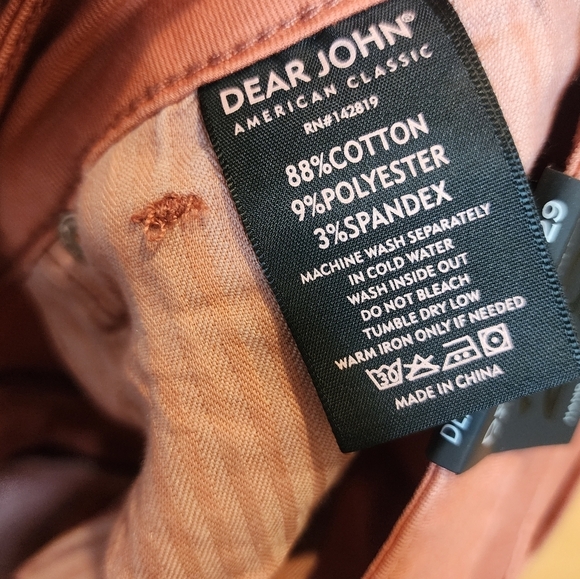 DEAR JOHN®
AMERICAN CLASSIC
RN#142819
88%COTTON
9%POLYESTER
3%SPANDEX
MACHINE WASH SEPARATELY
IN COLD WATER
WASH INSIDE OUT
DO NOT BLEACH
TUMBLE DRY LOW
WARM IRON ONLY IF NEEDED
30
MADE IN CHINA